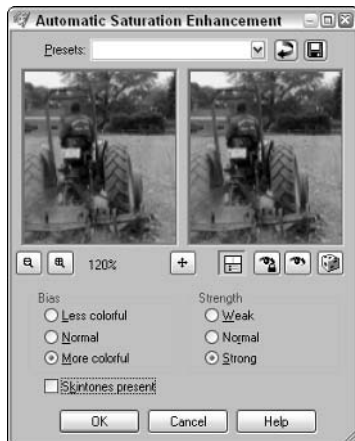 Automatic Saturation Enhancement
Presets:
120%
Bias
Less colorful
Normal
More colorful
Strength
Weak
Normal
Strong
Skintones present
OK Cancel Help